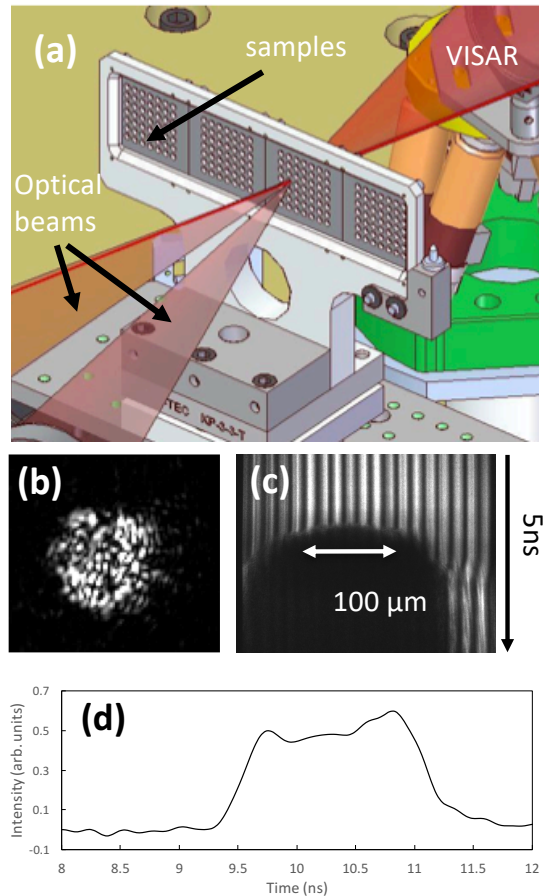 (a)
samples
VISAR
Optical
beams
(b)
(c)
100 µm
5ns
(d)
Intensity (arb. units)
0.7
0.5
0.3
0.1
-0.1
8
8.5
9
9.5
10
10.5
11
11.5
12
Time (ns)